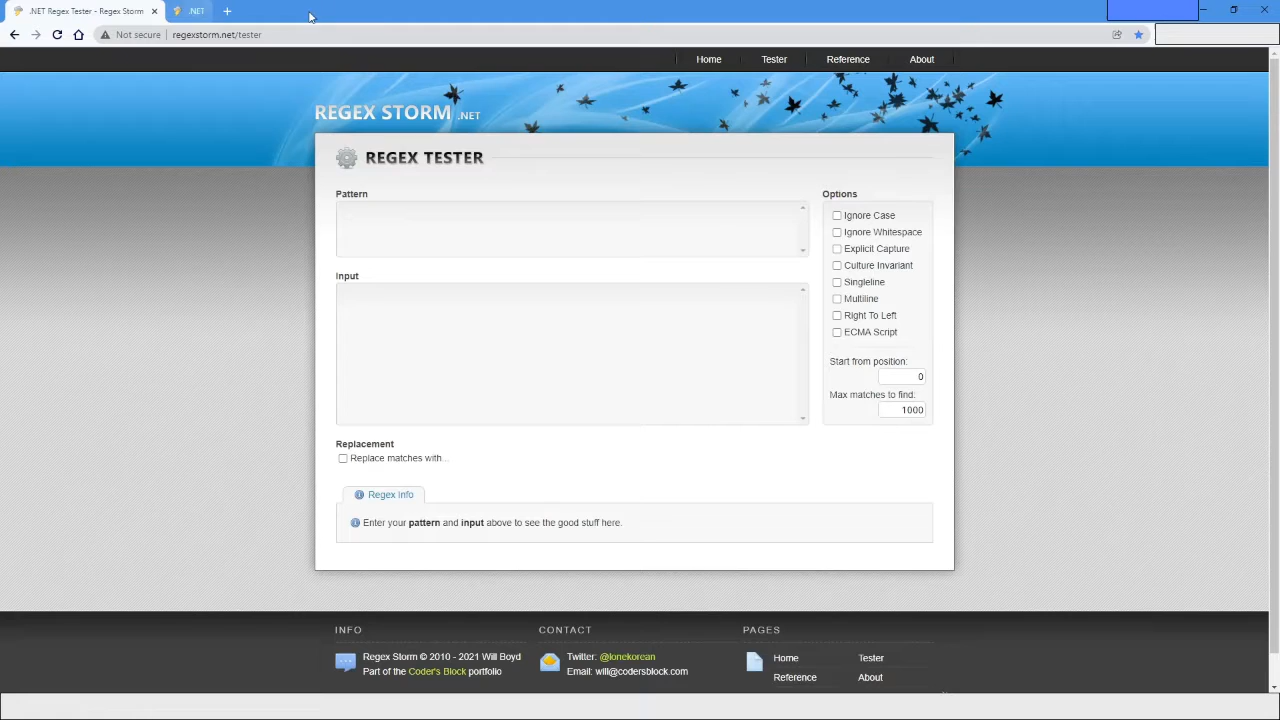 .NET Regex Tester - Regex Storm
.NET
Not secure
regexstorm.net/tester
Home
Tester
Reference
About
REGEX STORM .NET
REGEX TESTER
Pattern
Options
Ignore Case
Ignore Whitespace
Explicit Capture
Culture Invariant
Singleline
Multiline
Right To Left
ECMA Script
Start from position:
0
Max matches to find:
1000
Input
Replacement
Replace matches with...
Regex Info
Enter your pattern and input above to see the good stuff here.
INFO
Regex Storm © 2010 - 2021 Will Boyd
Part of the Coder's Block portfolio
CONTACT
Twitter: @lonekorean
Email: will@codersblock.com
PAGES
Home
Tester
Reference
About